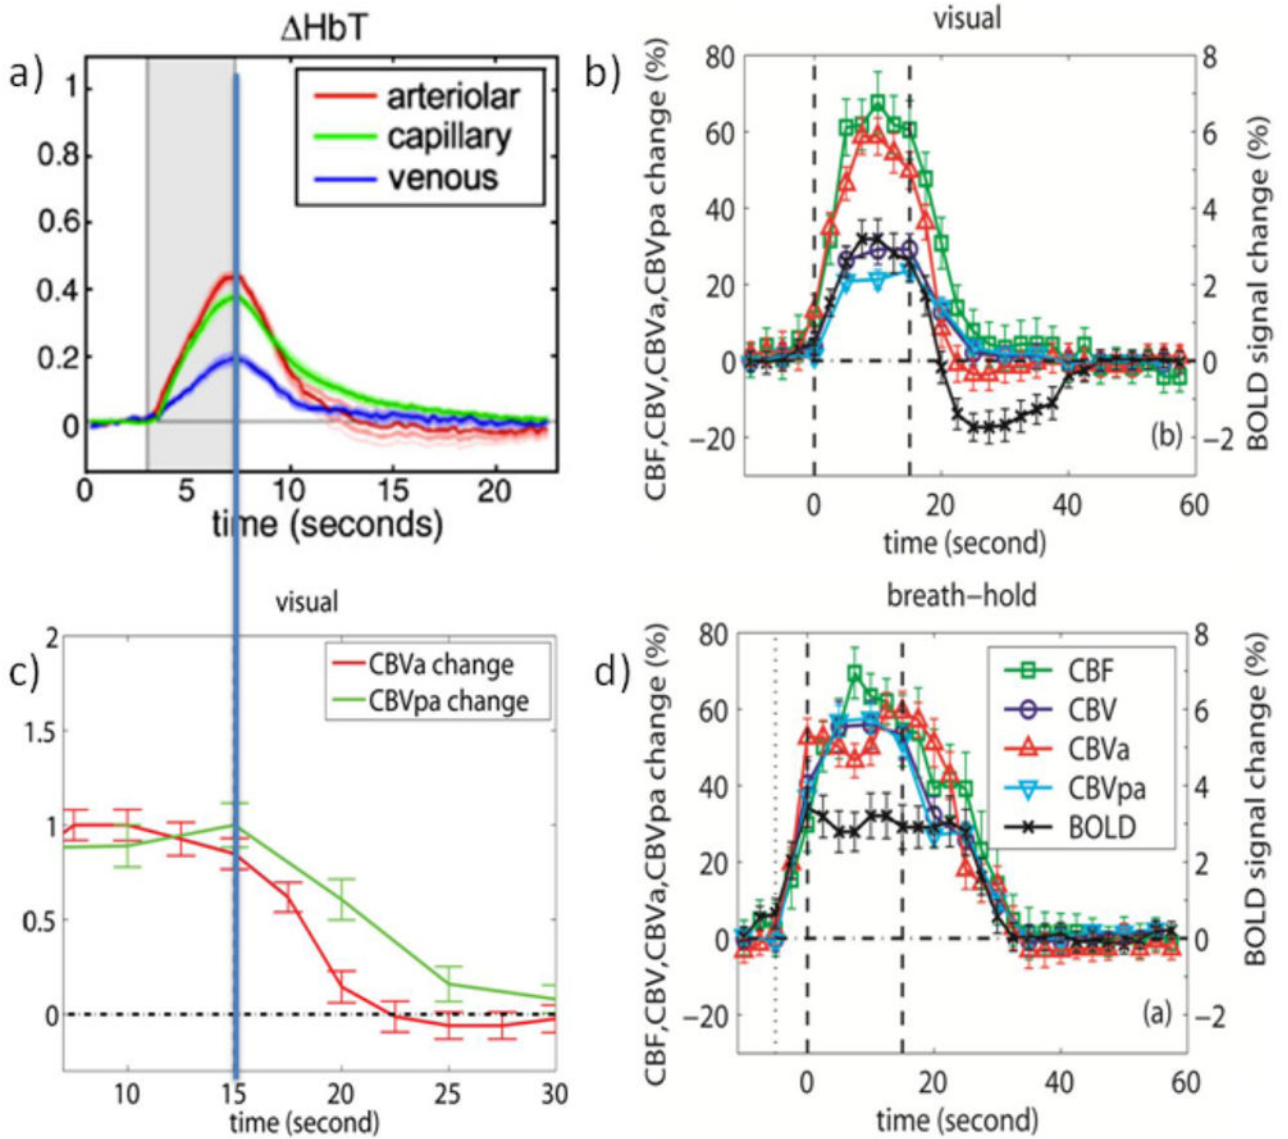 a)
ΔHbT
arteriolar
capillary
venous
1
0.8
0.6
0.4
0.2
0
0 5 10 15 20
time (seconds)
b)
visual
CBF,CBV,CBVa,CBVpa change (%)
80
60
40
20
0
−20
8
6
4
2
0
−2
BOLD signal change (%)
(b)
0 20 40 60
time (second)
c)
visual
CBVa change
CBVpa change
2
1.5
1
0.5
0
10 15 20 25 30
time (second)
d)
breath−hold
CBF,CBV,CBVa,CBVpa change (%)
80
60
40
20
0
−20
CBF
CBV
CBVa
CBVpa
BOLD
8
6
4
2
0
−2
BOLD signal change (%)
(a)
0 20 40 60
time (second)